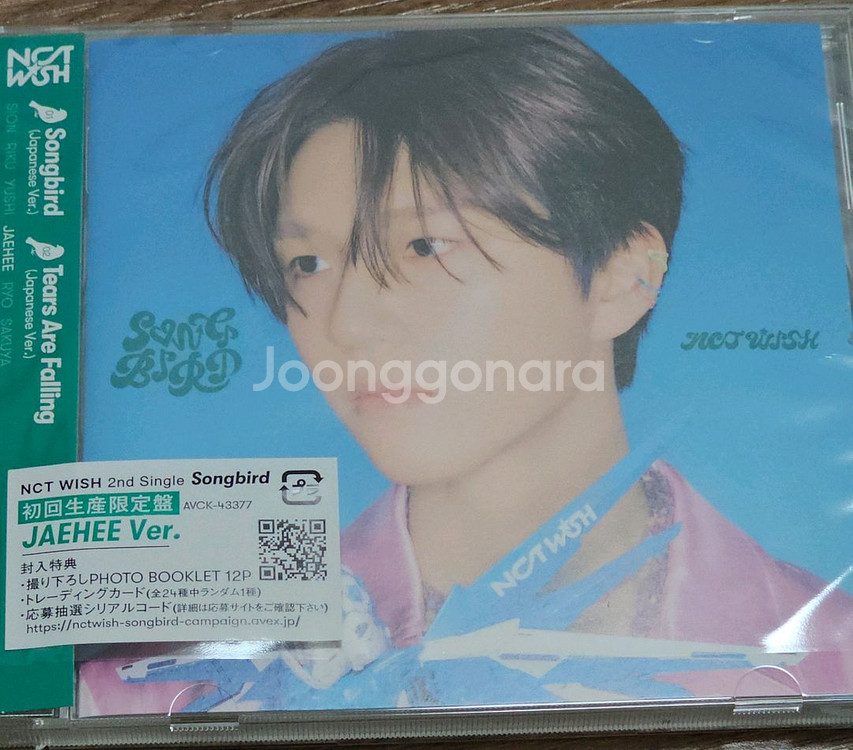 NCT WISH
01 Songbird
(Japanese Ver.)
02 Tears Are Falling
(Japanese Ver.)
SION RIKU YUSHI JAEHEE RYO SAKUYA
SONG
BIRD
NCT WISH
Joonggonara
NCT WISH
NCT WISH 2nd Single Songbird
プラ
初回生産限定盤 AVCK-43377
JAEHEE Ver.
封入特典
・撮り下ろしPHOTO BOOKLET 12P
・トレーディングカード(全24種中ランダム1種)
・応募抽選シリアルコード(詳細は応募サイトをご確認下さい)
https://nctwish-songbird-campaign.avex.jp/